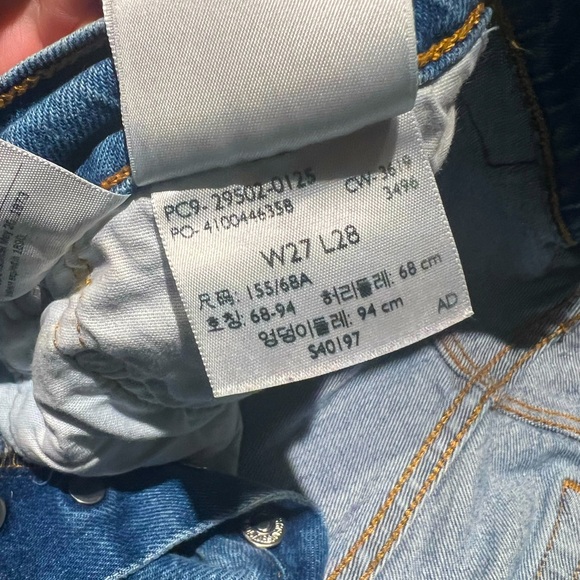 PC9- 29502-0125
CW-3619
PO- 4100446358
3496
W27 L28
尺码: 155/68A
호칭: 68-94 허리둘레: 68 cm
엉덩이둘레: 94 cm
AD
S40197